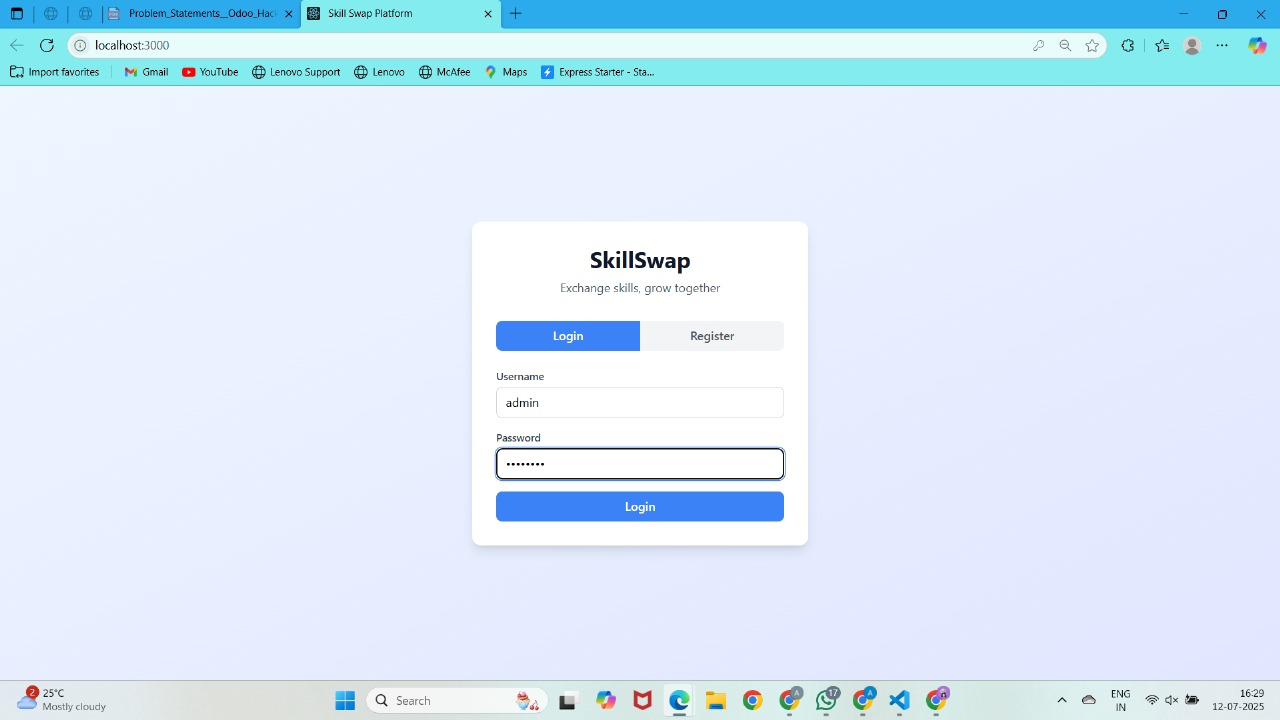 Problem_Statements__Odoo_Hac
Skill Swap Platform
localhost:3000
Import favorites
Gmail
YouTube
Lenovo Support
Lenovo
McAfee
Maps
Express Starter - Sta...
SkillSwap
Exchange skills, grow together
Login
Register
Username
admin
Password
••••••••
Login
2
25°C
Mostly cloudy
Search
A
17
A
ENG
IN
16:29
12-07-2025